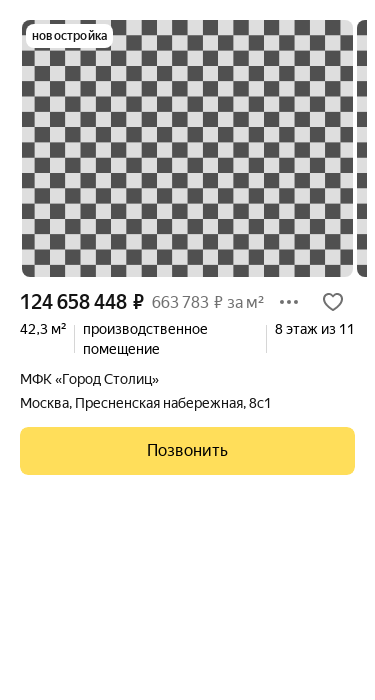 новостройка
124 658 448 ₽ 663 783 ₽ за м²
42,3 м² производственное помещение 8 этаж из 11
МФК «Город Столиц»
Москва, Пресненская набережная, 8с1
Позвонить